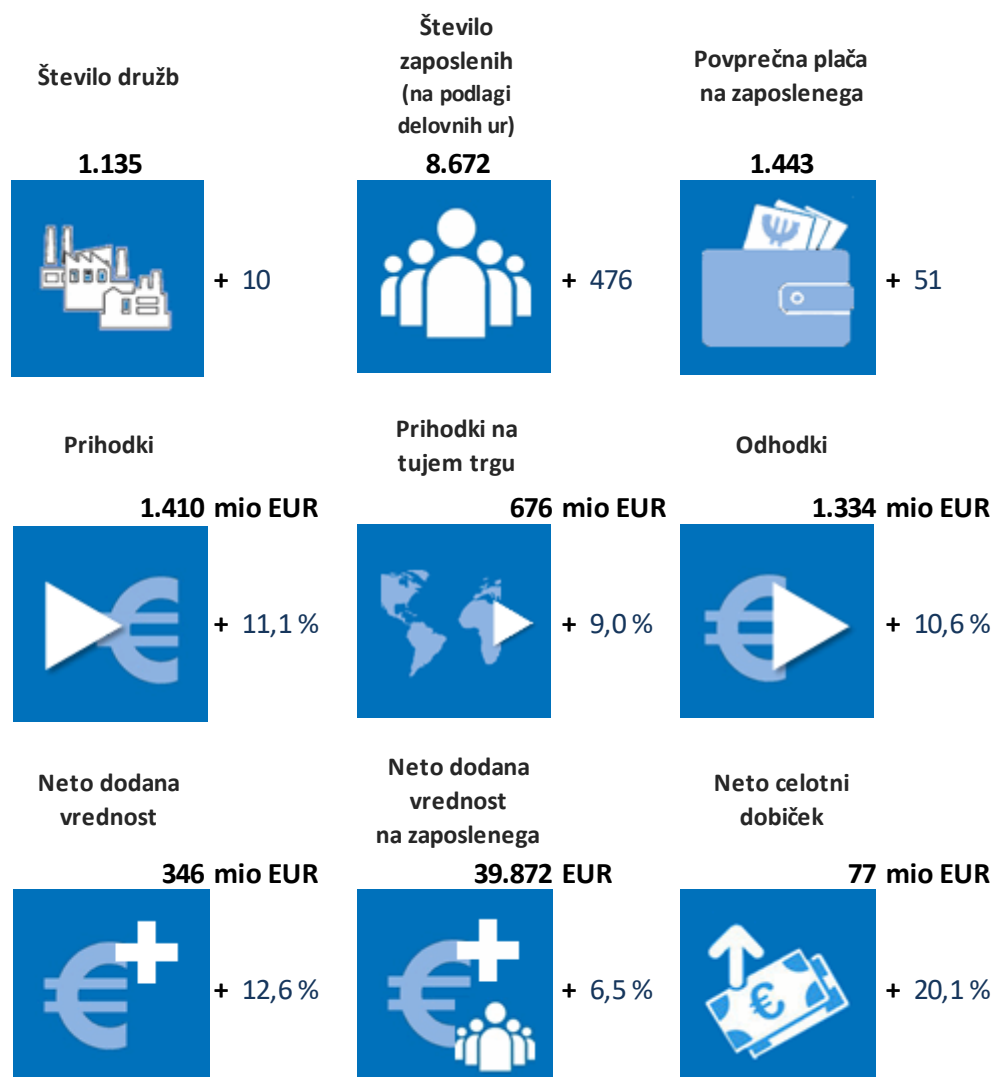 Število družb
1.135
+ 10
Število
zaposlenih
(na podlagi
delovnih ur)
8.672
+ 476
Povprečna plača
na zaposlenega
1.443
+ 51
Prihodki
1.410 mio EUR
+ 11,1 %
Prihodki na
tujem trgu
676 mio EUR
+ 9,0 %
Odhodki
1.334 mio EUR
+ 10,6 %
Neto dodana
vrednost
346 mio EUR
+ 12,6 %
Neto dodana
vrednost
na zaposlenega
39.872 EUR
+ 6,5 %
Neto celotni
dobiček
77 mio EUR
+ 20,1 %